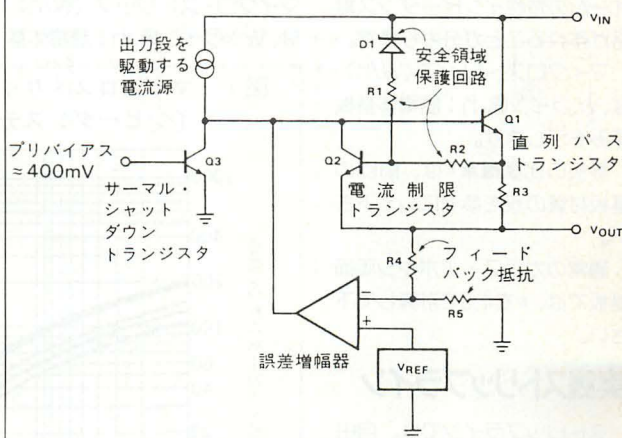 VIN
出力段を
駆動する
電流源
D1
安全領域
保護回路
R1
Q1
プリバイアス
≈400mV
Q3
Q2
R2
直列パス
トランジスタ
サーマル・
シャット
ダウン
トランジスタ
電流制限
トランジスタ
R3
VOUT
R4
フィード
バック抵抗
R5
−
+
誤差増幅器
VREF